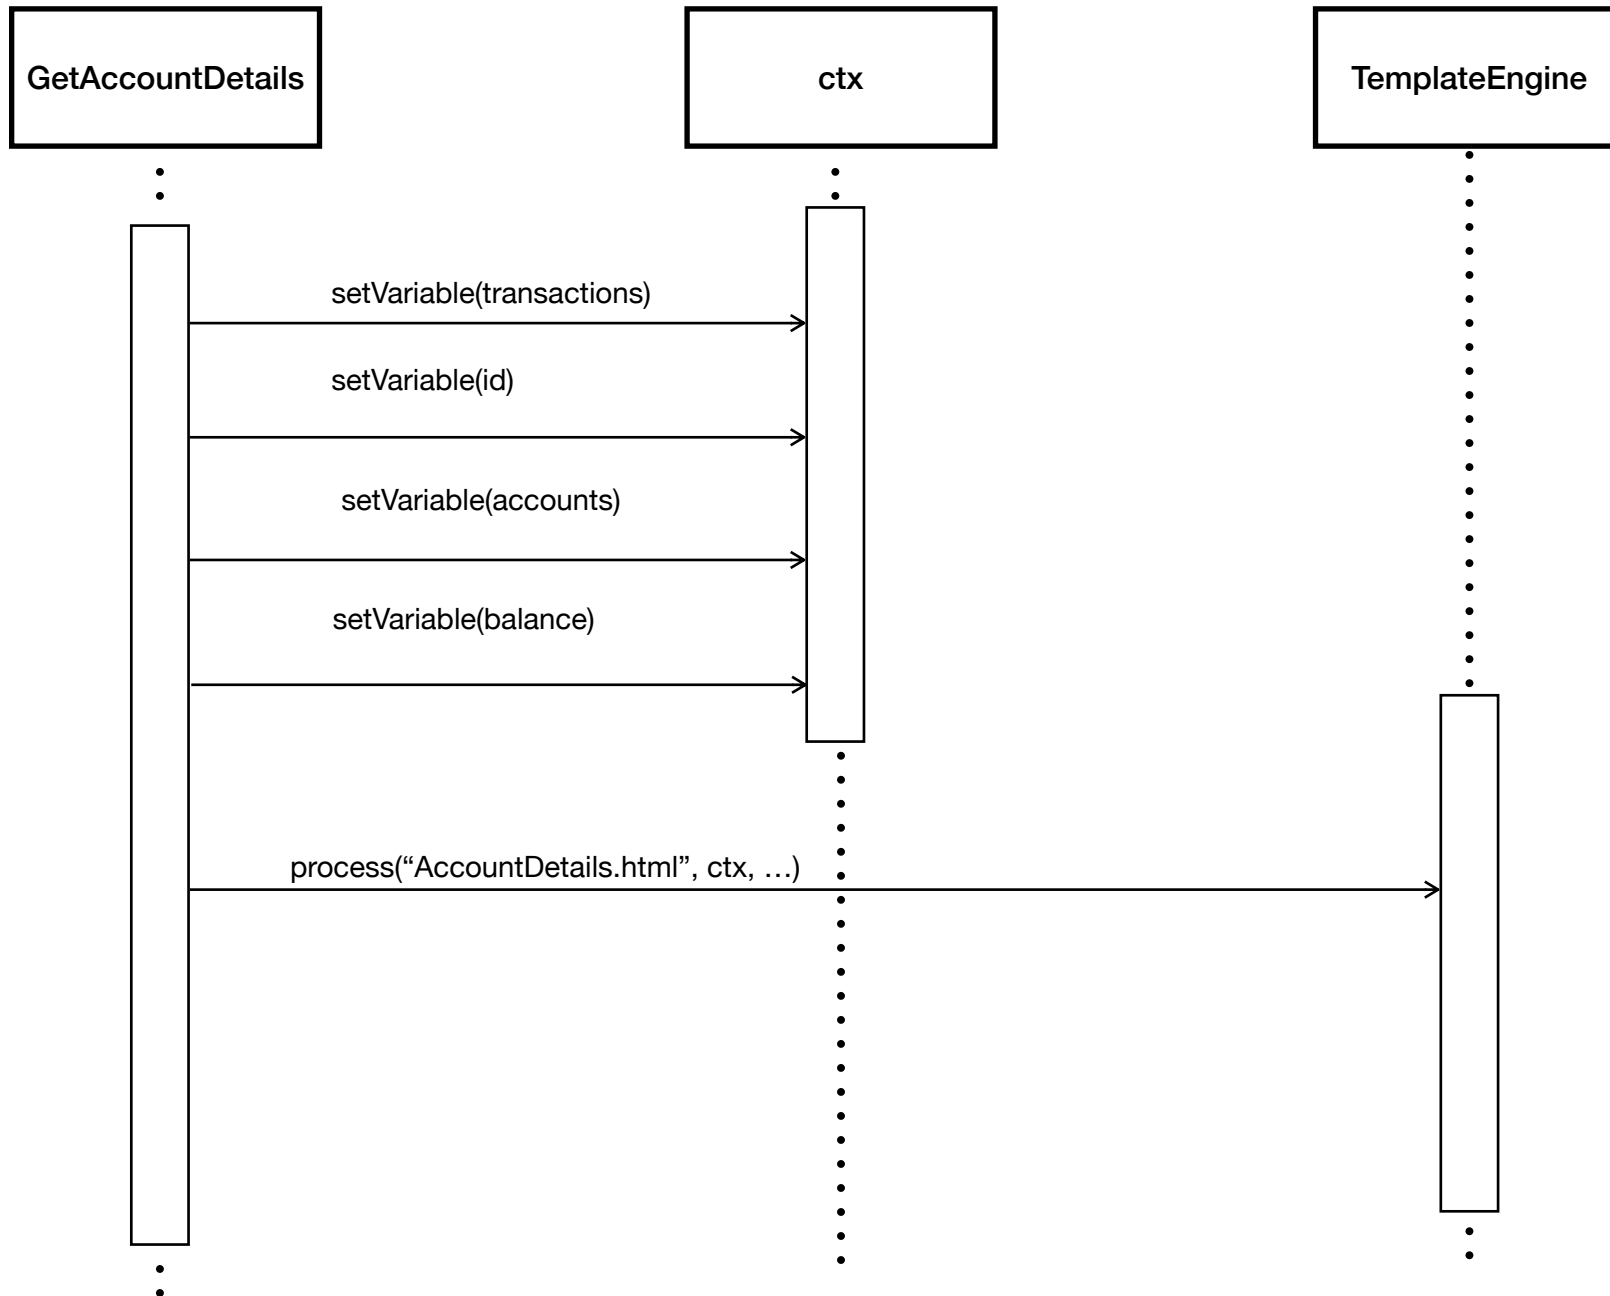 GetAccountDetails
ctx
TemplateEngine
setVariable(transactions)
setVariable(id)
setVariable(accounts)
setVariable(balance)
process(“AccountDetails.html”, ctx, …)